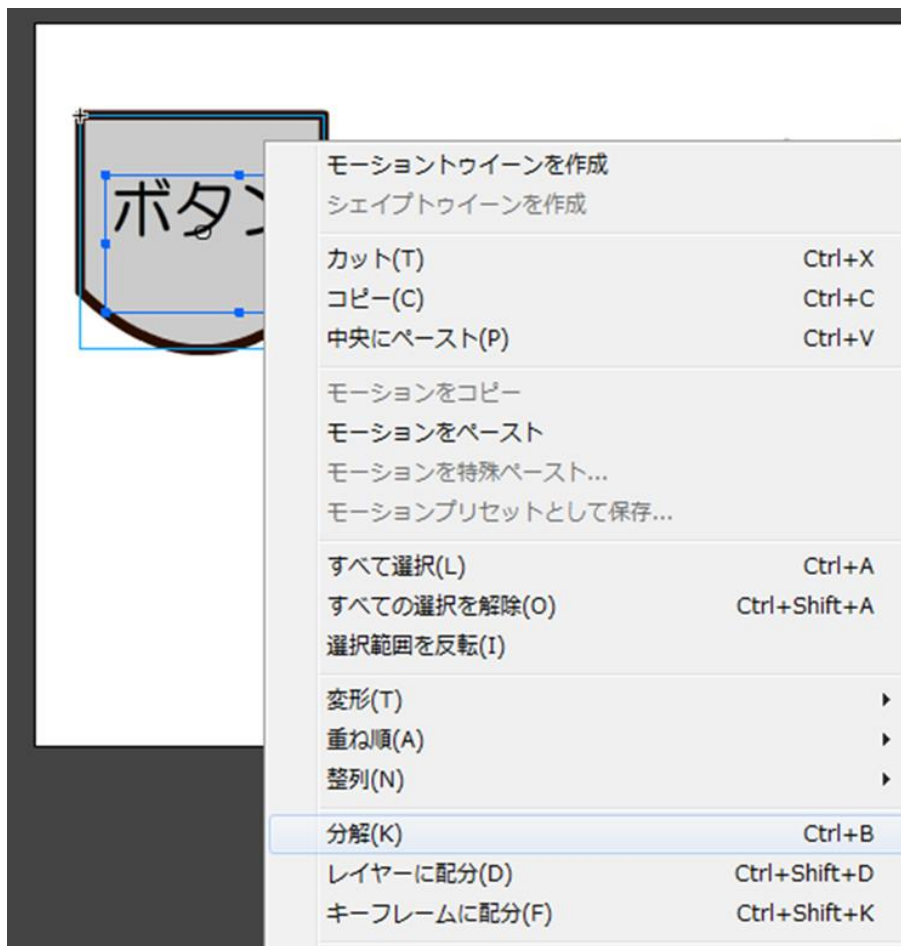 ボタン
モーショントゥイーンを作成
シェイプトゥイーンを作成
カット(T) Ctrl+X
コピー(C) Ctrl+C
中央にペースト(P) Ctrl+V
モーションをコピー
モーションをペースト
モーションを特殊ペースト...
モーションプリセットとして保存...
すべて選択(L) Ctrl+A
すべての選択を解除(O) Ctrl+Shift+A
選択範囲を反転(I)
変形(T)
重ね順(A)
整列(N)
分解(K) Ctrl+B
レイヤーに配分(D) Ctrl+Shift+D
キーフレームに配分(F) Ctrl+Shift+K